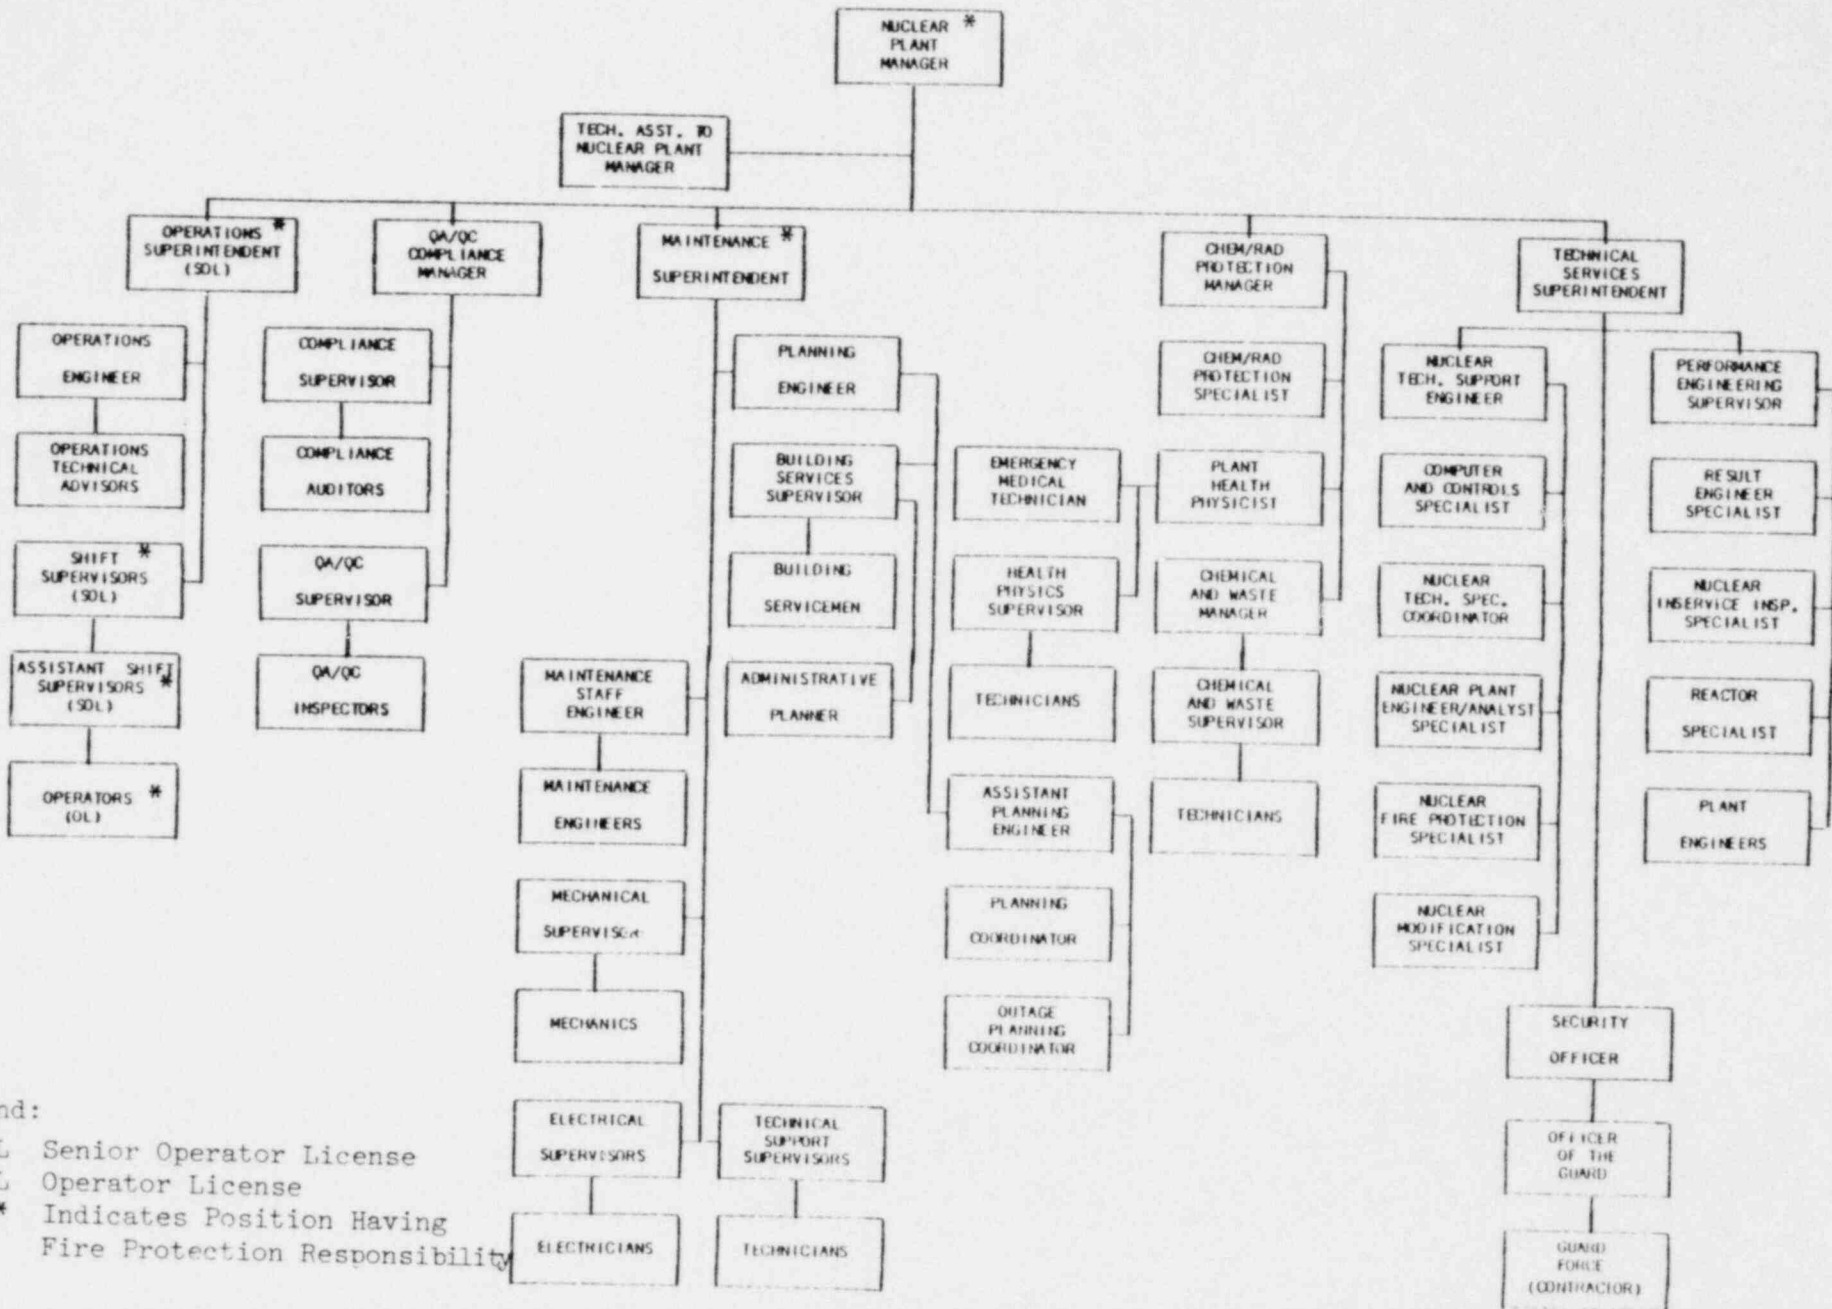 NUCLEAR *
PLANT
MANAGER
TECH. ASST. TO
NUCLEAR PLANT
MANAGER
OPERATIONS *
SUPERINTENDENT
(SOL)
QA/QC
COMPLIANCE
MANAGER
MAINTENANCE *
SUPERINTENDENT
CHEM/RAD
PROTECTION
MANAGER
TECHNICAL
SERVICES
SUPERINTENDENT
OPERATIONS
ENGINEER
OPERATIONS
TECHNICAL
ADVISORS
SHIFT *
SUPERVISORS
(SOL)
ASSISTANT SHIFT
SUPERVISORS *
(SOL)
OPERATORS *
(OL)
COMPLIANCE
SUPERVISOR
COMPLIANCE
AUDITORS
QA/QC
SUPERVISOR
QA/QC
INSPECTORS
PLANNING
ENGINEER
BUILDING
SERVICES
SUPERVISOR
BUILDING
SERVICEMEN
ADMINISTRATIVE
PLANNER
MAINTENANCE
STAFF
ENGINEER
MAINTENANCE
ENGINEERS
MECHANICAL
SUPERVISOR
MECHANICS
ELECTRICAL
SUPERVISORS
ELECTRICIANS
TECHNICAL
SUPPORT
SUPERVISORS
TECHNICIANS
EMERGENCY
MEDICAL
TECHNICIAN
HEALTH
PHYSICS
SUPERVISOR
TECHNICIANS
ASSISTANT
PLANNING
ENGINEER
PLANNING
COORDINATOR
OUTAGE
PLANNING
COORDINATOR
CHEM/RAD
PROTECTION
SPECIALIST
PLANT
HEALTH
PHYSICIST
CHEMICAL
AND WASTE
MANAGER
CHEMICAL
AND WASTE
SUPERVISOR
TECHNICIANS
NUCLEAR
TECH. SUPPORT
ENGINEER
COMPUTER
AND CONTROLS
SPECIALIST
NUCLEAR
TECH. SPEC.
COORDINATOR
NUCLEAR PLANT
ENGINEER/ANALYST
SPECIALIST
NUCLEAR
FIRE PROTECTION
SPECIALIST
NUCLEAR
MODIFICATION
SPECIALIST
PERFORMANCE
ENGINEERING
SUPERVISOR
RESULT
ENGINEER
SPECIALIST
NUCLEAR
INSERVICE INSP.
SPECIALIST
REACTOR
SPECIALIST
PLANT
ENGINEERS
SECURITY
OFFICER
OFFICER
OF THE
GUARD
GUARD
FORCE
(CONTRACTOR)
nd:
L Senior Operator License
L Operator License
* Indicates Position Having
Fire Protection Responsibility